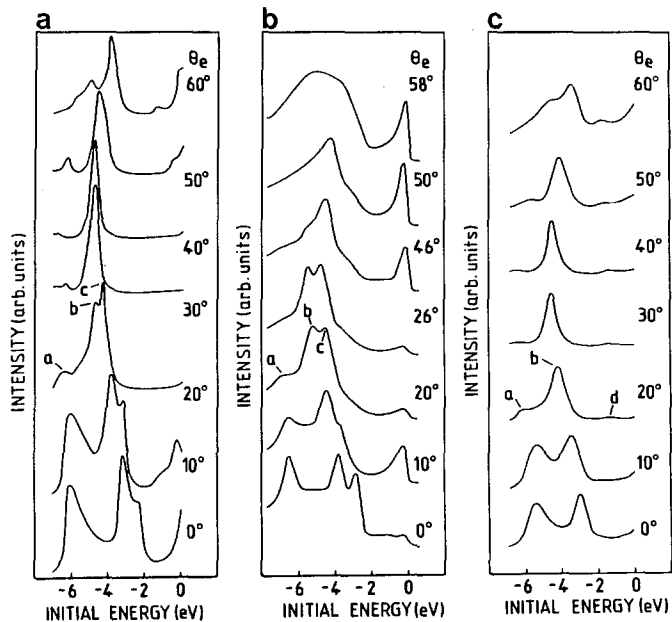 a
b
c
θe
60°
50°
40°
30°
20°
10°
0°
a
b
c
INTENSITY (arb. units)
-6 -4 -2 0
INITIAL ENERGY (eV)
θe
58°
50°
46°
26°
20°
10°
0°
a
b
c
INTENSITY (arb. units)
-6 -4 -2 0
INITIAL ENERGY (eV)
θe
60°
50°
40°
30°
20°
10°
0°
a
b
d
INTENSITY (arb. units)
-6 -4 -2 0
INITIAL ENERGY (eV)